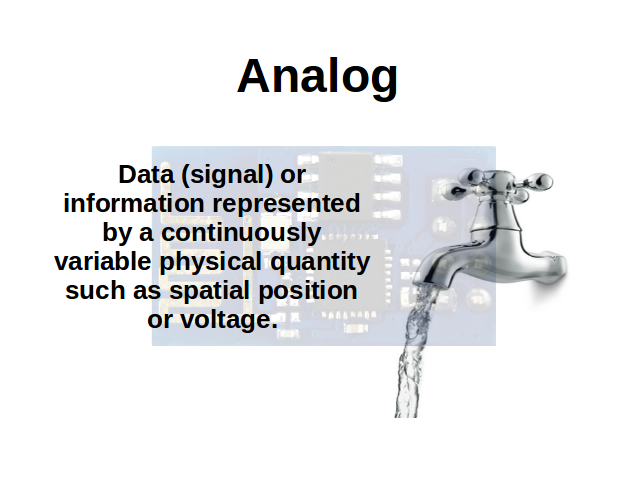 Analog
Data (signal) or
information represented
by a continuously
variable physical quantity
such as spatial position
or voltage.